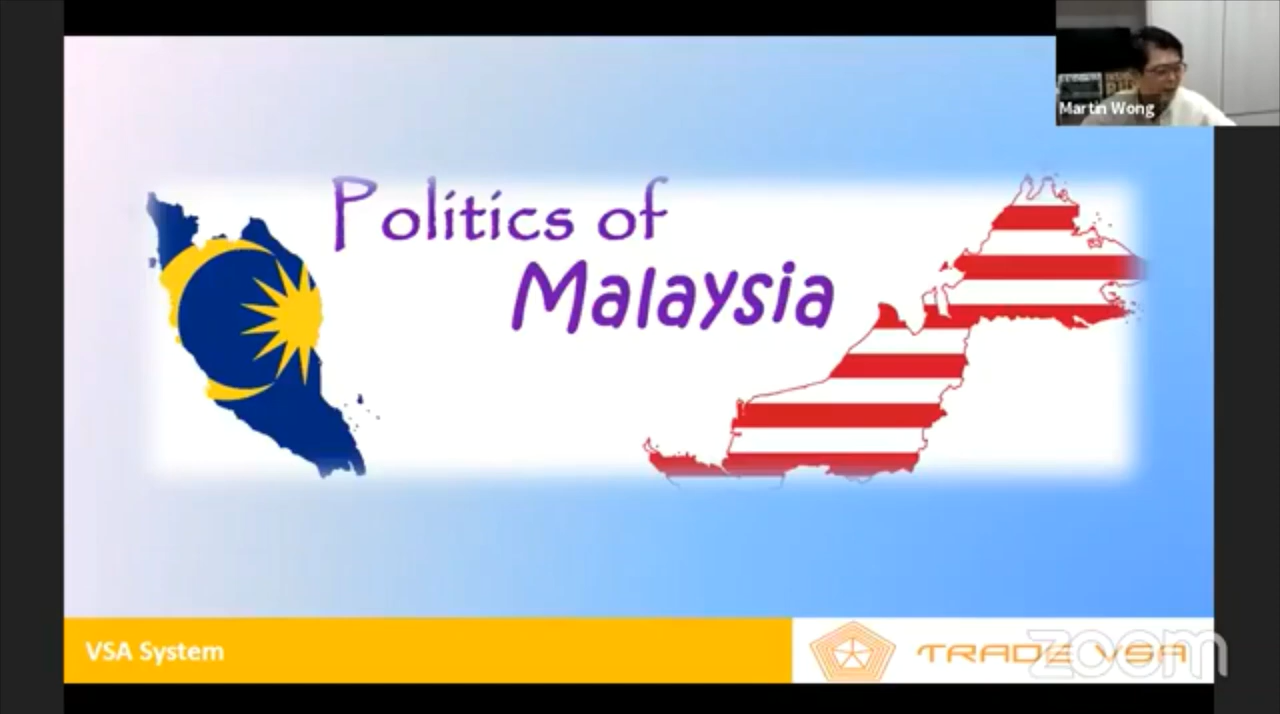 Martin Wong
Politics of
Malaysia
VSA System
TRADE VSA
zoom